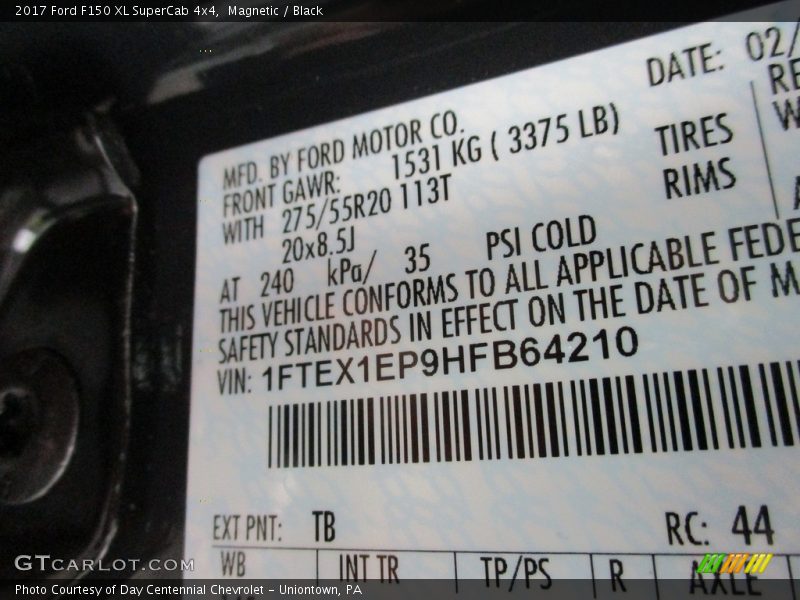 2017 Ford F150 XL SuperCab 4x4, Magnetic / Black
DATE: 02/
MFD. BY FORD MOTOR CO.
FRONT GAWR: 1531 KG ( 3375 LB)
WITH 275/55R20 113T TIRES
20x8.5J RIMS
AT 240 kPa/ 35 PSI COLD
THIS VEHICLE CONFORMS TO ALL APPLICABLE FEDE
SAFETY STANDARDS IN EFFECT ON THE DATE OF M
VIN: 1FTEX1EP9HFB64210
EXT PNT: TB RC: 44
WB INT TR TP/PS R AXLE
GTCARLOT.COM
Photo Courtesy of Day Centennial Chevrolet – Uniontown, PA